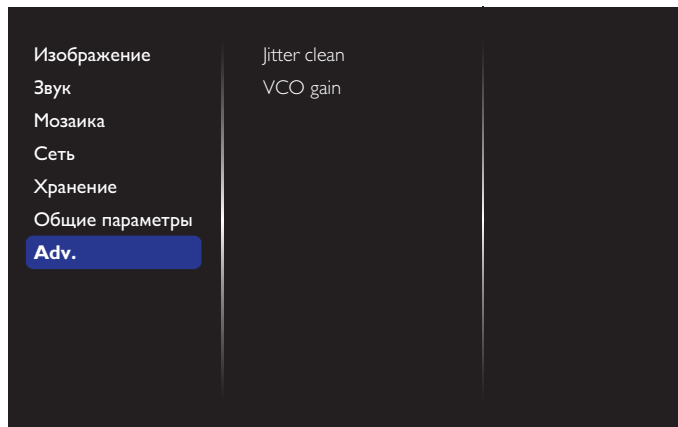 Изображение
Звук
Мозаика
Сеть
Хранение
Общие параметры
Adv.
Jitter clean
VCO gain